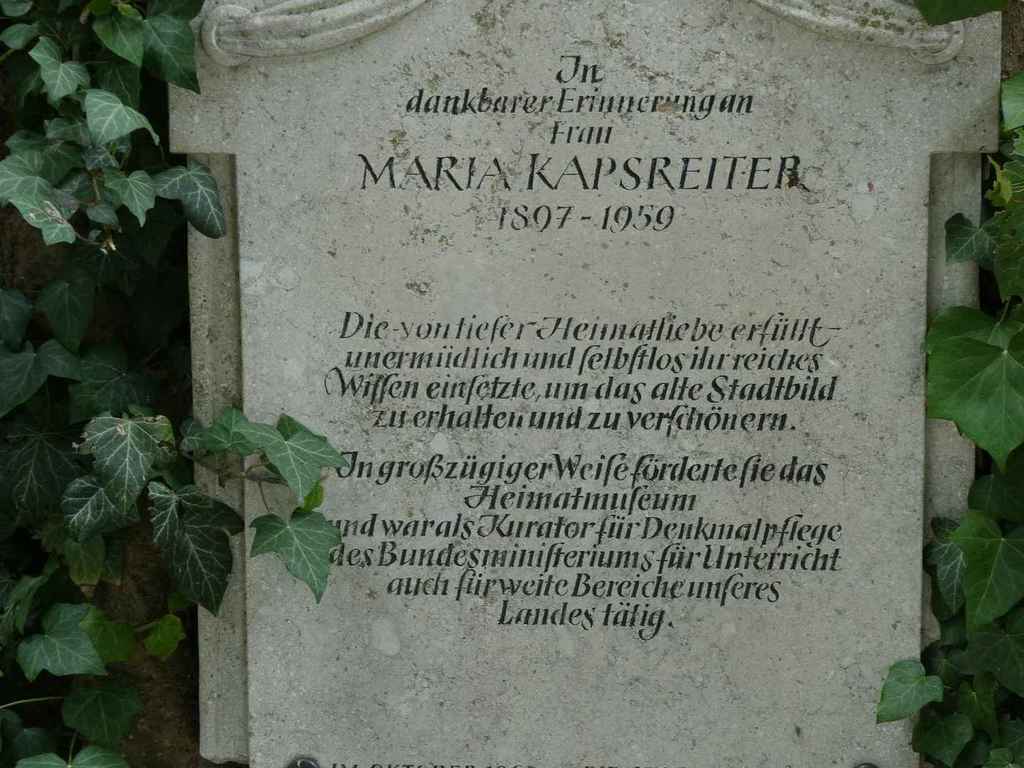 In
dankbarer Erinnerung an
Frau
MARIA KAPSREITER
1897 - 1959
Die - von tiefer Heimatliebe erfüllt -
unermüdlich und ſelbſtlos ihr reiches
Wiſſen einſetzte, um das alte Stadtbild
zu erhalten und zu verſchönern.
In großzügiger Weiſe förderte ſie das
Heimatmuſeum
und war als Kurator für Denkmalpflege
des Bundesminiſteriums für Unterricht
auch für weite Bereiche unſeres
Landes tätig.
IM OKTOBER